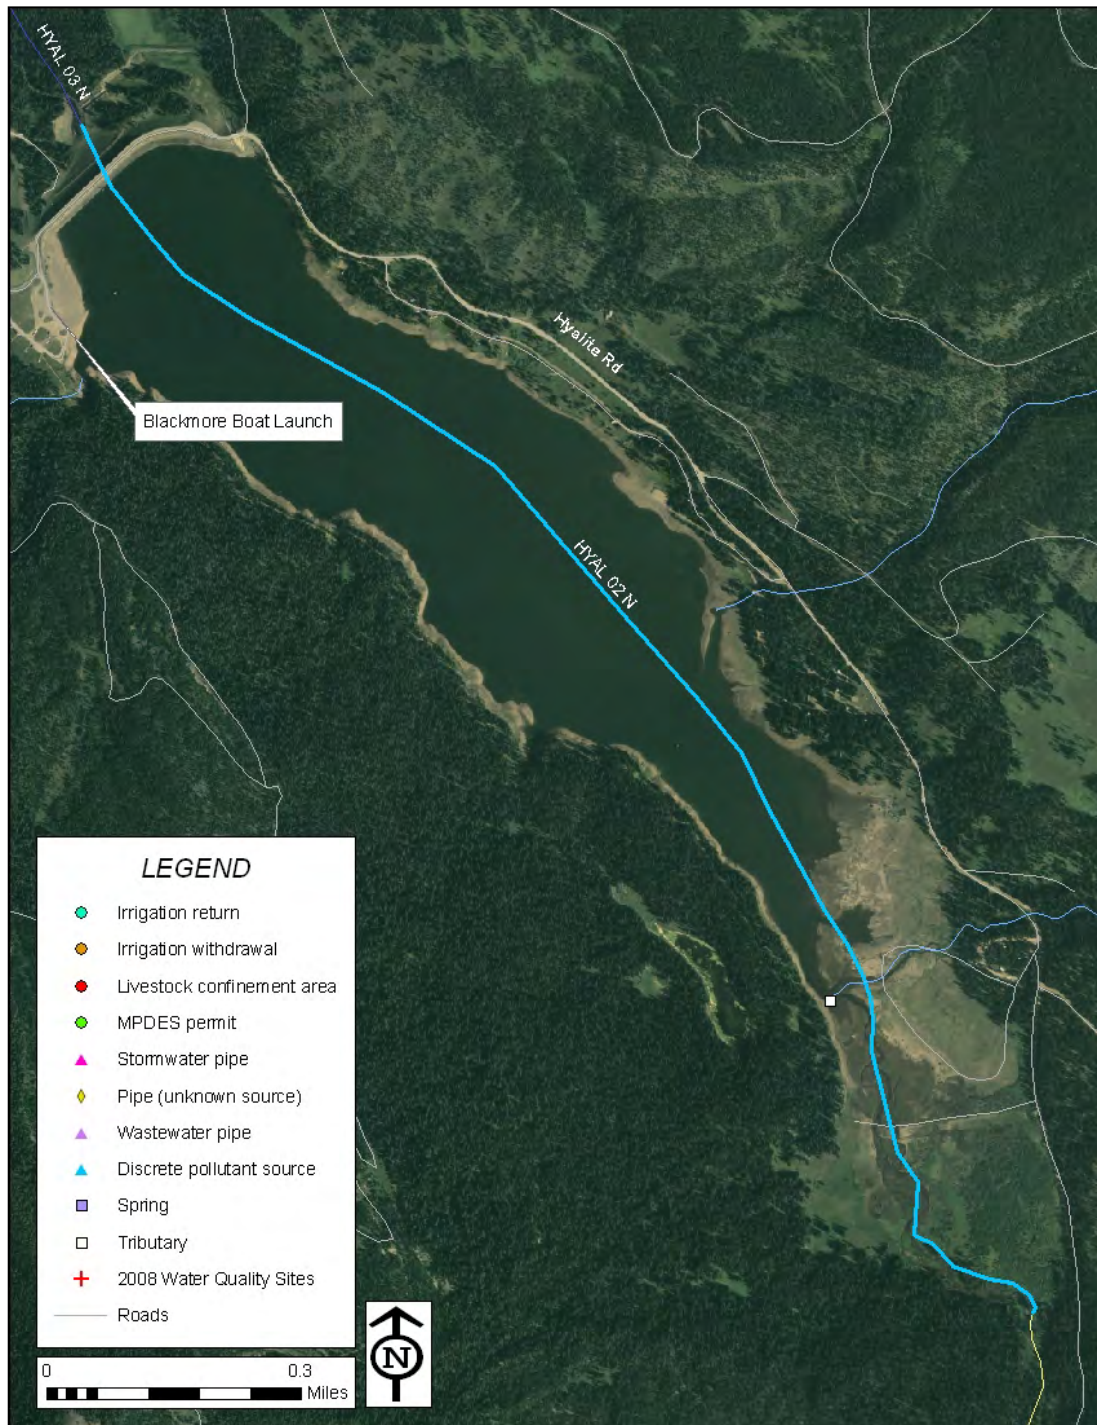 HYAL 03 N
Hyalite Rd
Blackmore Boat Launch
HYAL 02 N
LEGEND
Irrigation return
Irrigation withdrawal
Livestock confinement area
MPDES permit
Stormwater pipe
Pipe (unknown source)
Wastewater pipe
Discrete pollutant source
Spring
Tributary
2008 Water Quality Sites
Roads
0 0.3
Miles
N